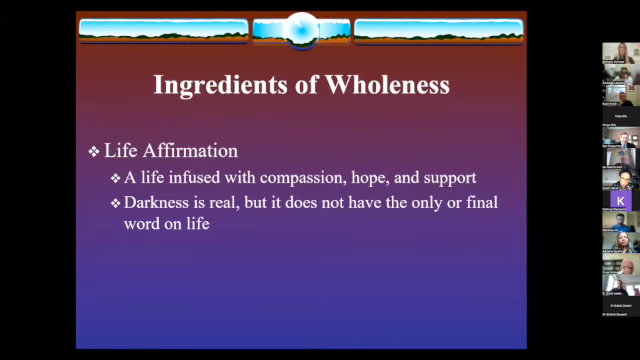 Ingredients of Wholeness
❖ Life Affirmation
❖ A life infused with compassion, hope, and support
❖ Darkness is real, but it does not have the only or final
word on life
K